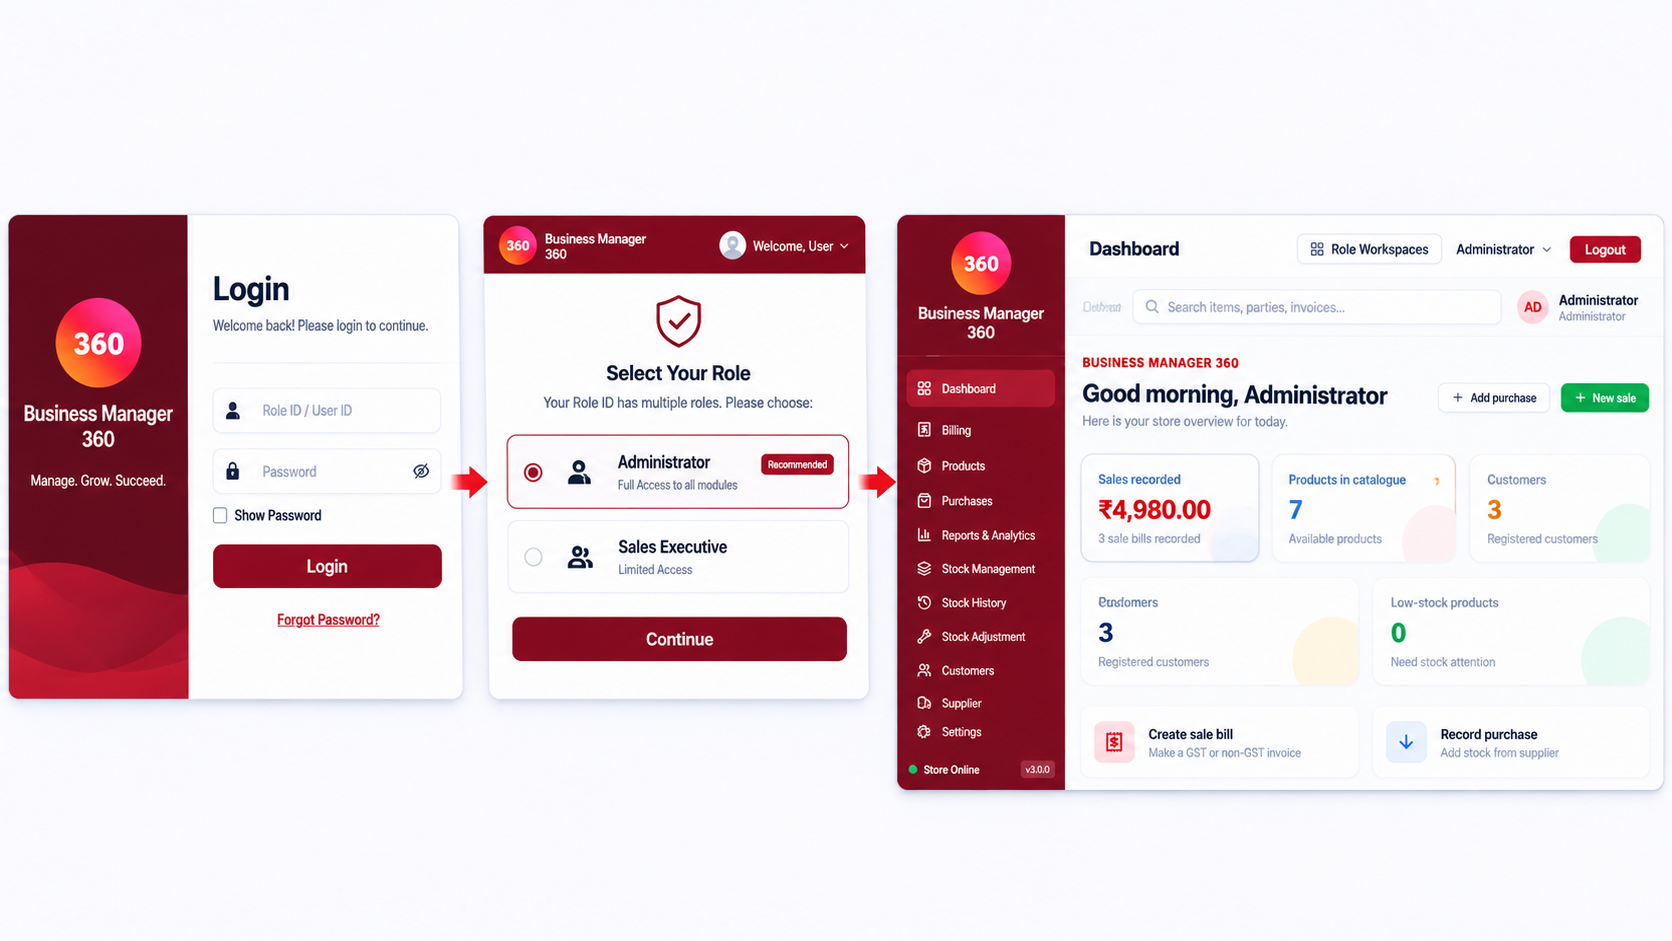 360
Business Manager
360
Manage. Grow. Succeed.
Login
Welcome back! Please login to continue.
Role ID / User ID
Password
Show Password
Login
Forgot Password?
360
Business Manager
360
Welcome, User
Select Your Role
Your Role ID has multiple roles. Please choose:
Administrator
Recommended
Full Access to all modules
Sales Executive
Limited Access
Continue
360
Business Manager
360
Dashboard
Billing
Products
Purchases
Reports & Analytics
Stock Management
Stock History
Stock Adjustment
Customers
Supplier
Settings
Store Online
v3.0.0
Dashboard
Role Workspaces
Administrator
Logout
Search items, parties, invoices...
AD
Administrator
Administrator
BUSINESS MANAGER 360
Good morning, Administrator
Here is your store overview for today.
+ Add purchase
+ New sale
Sales recorded
₹4,980.00
3 sale bills recorded
Products in catalogue
7
Available products
Customers
3
Registered customers
3
Registered customers
Low-stock products
0
Need stock attention
Create sale bill
Make a GST or non-GST invoice
Record purchase
Add stock from supplier